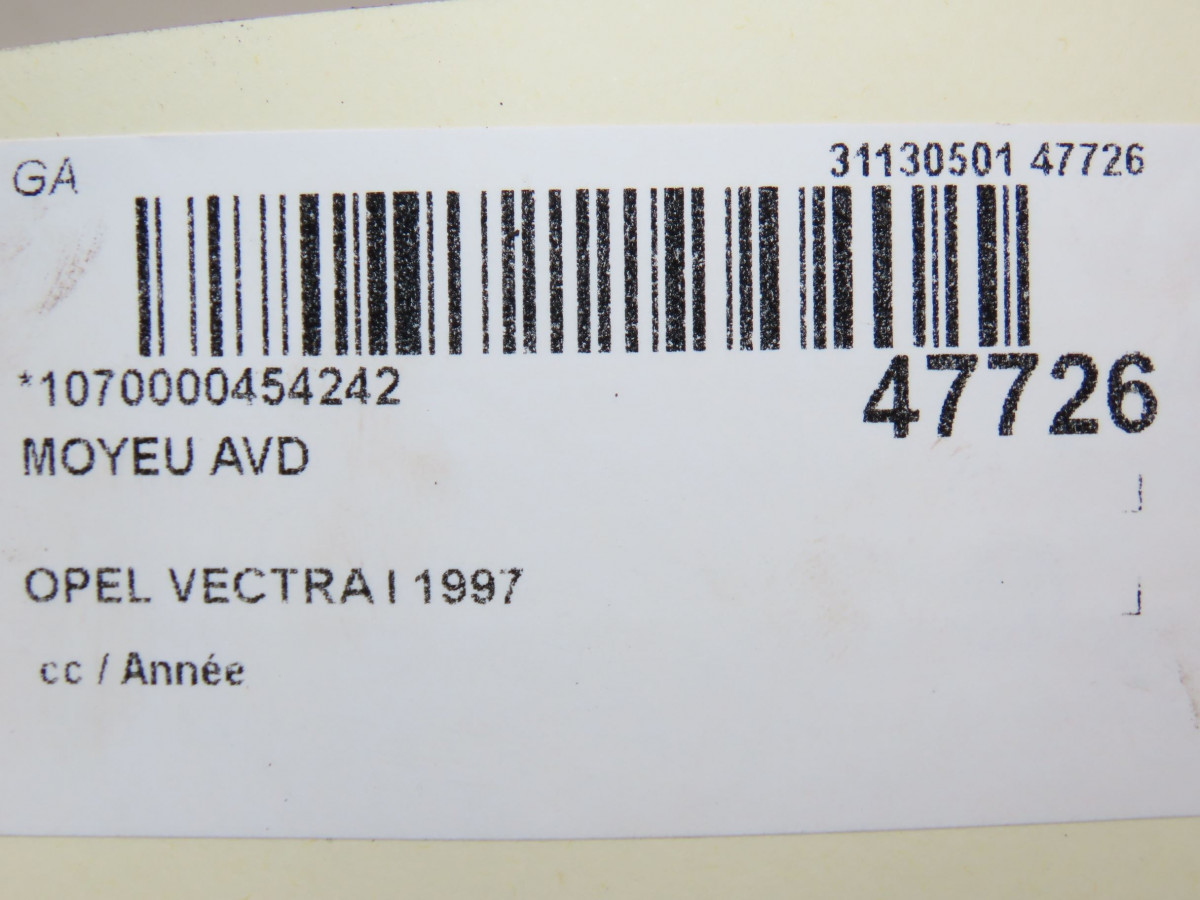 GA
31130501 47726
*1070000454242
47726
MOYEU AVD
OPEL VECTRA I 1997
cc / Année